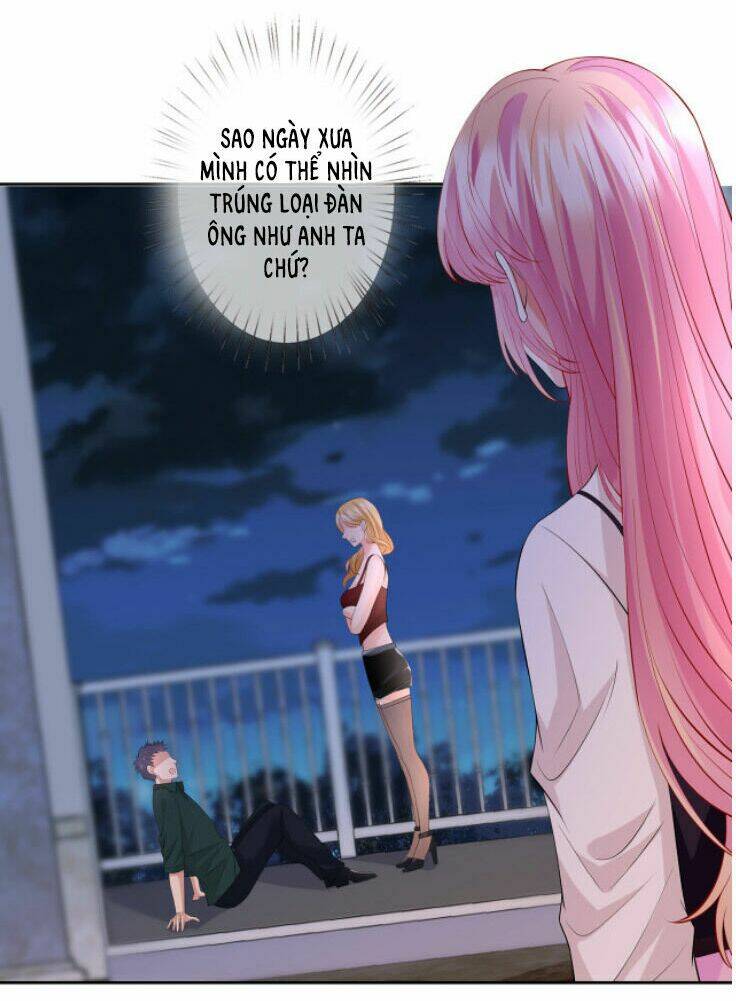 SAO NGÀY XƯA
MÌNH CÓ THỂ NHÌN
TRÚNG LOẠI ĐÀN
ÔNG NHƯ ANH TA
CHỨ?